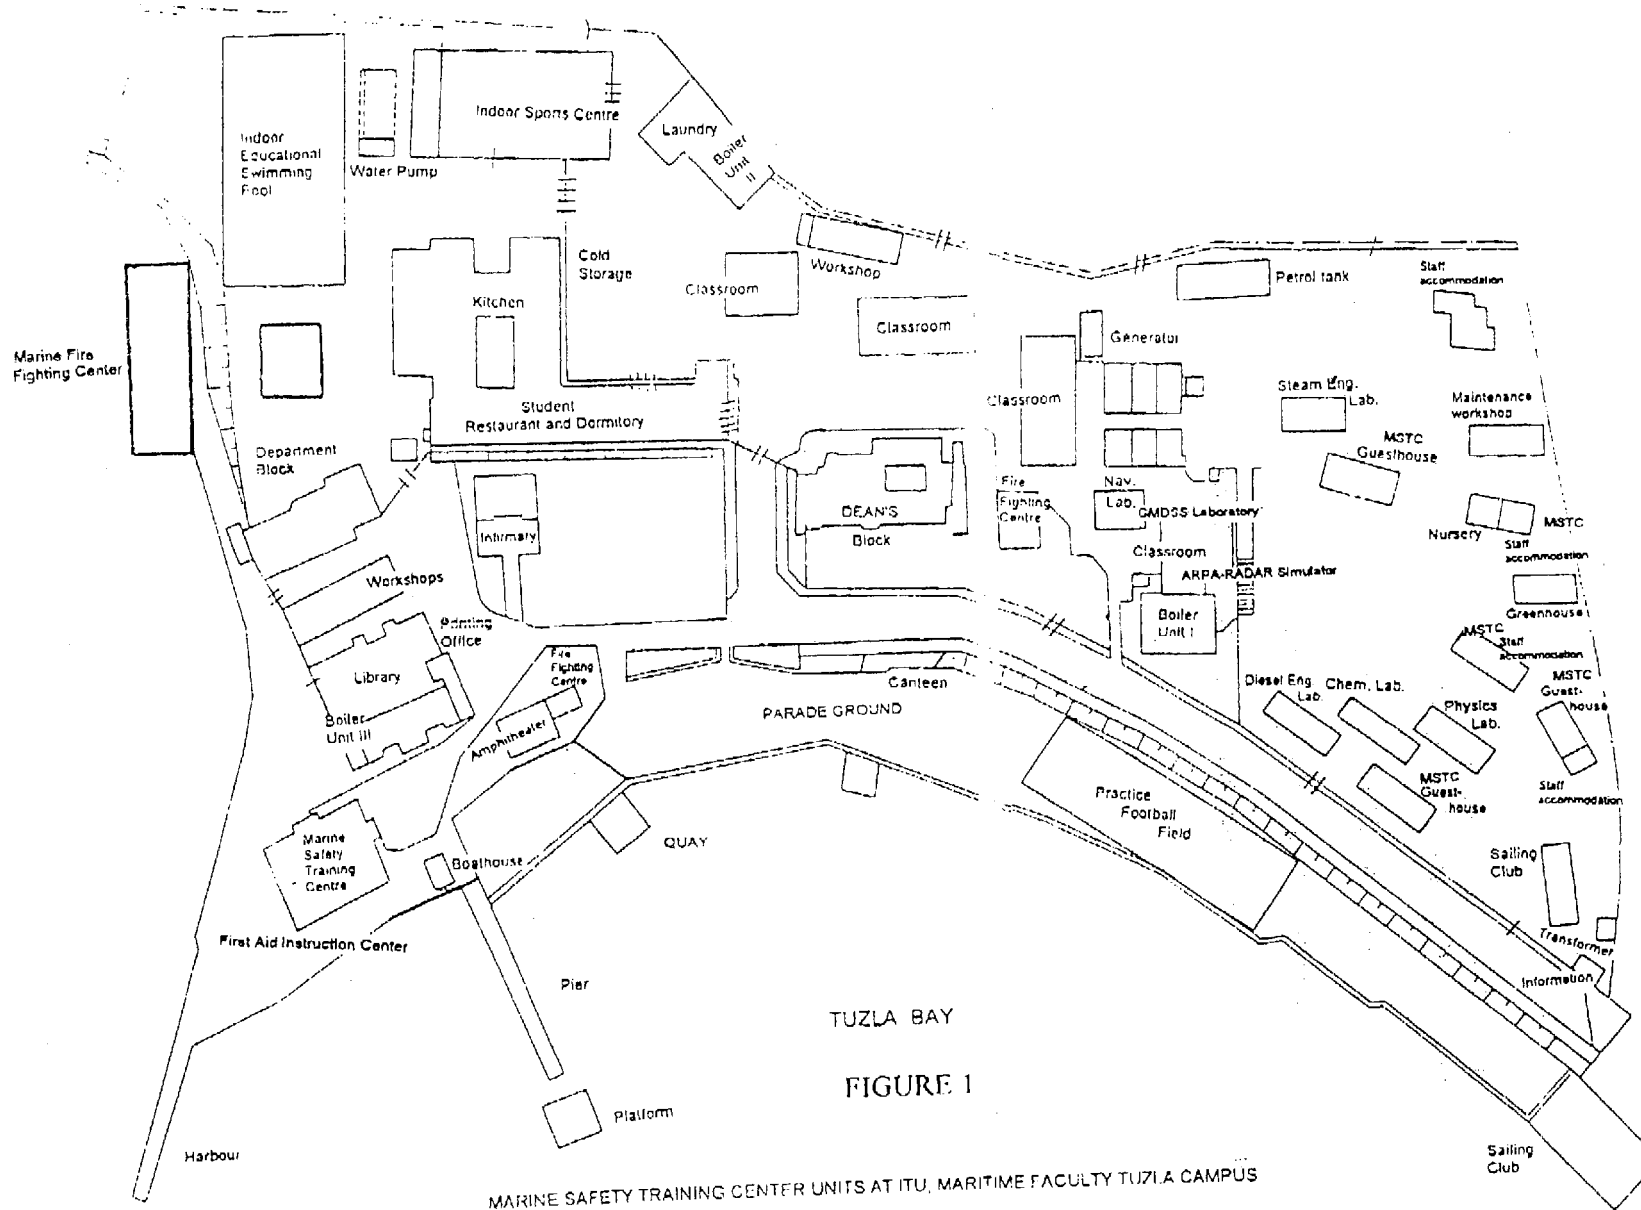 Indoor Sports Centre
Laundry
Boiler
Unit
II
Indoor
Educational
Swimming
Pool
Water Pump
Cold
Storage
Workshop
Classroom
Kitchen
Classroom
Petrol tank
Staff
accommodation
Generator
Marine Fire
Fighting Center
Classroom
Steam Eng.
Lab.
Maintenance
workshop
Student
Restaurant and Dormitory
MSTC
Guesthouse
Department
Block
DEAN'S
Block
Fire
Fighting
Centre
Nav.
Lab.
GMDSS Laboratory
Infirmary
Nursery
MSTC
Staff
accommodation
Classroom
ARPA-RADAR Simulator
Workshops
Greenhouse
Boiler
Unit I
Printing
Office
MSTC
Staff
accommodation
Fire
Fighting
Centre
Library
Canteen
Diesel Eng.
Lab.
Chem. Lab.
Physics
Lab.
MSTC
Guest-
house
PARADE GROUND
Boiler
Unit III
Amphitheater
MSTC
Guest-
house
Staff
accommodation
Practice
Football
Field
Marine
Safety
Training
Centre
Boathouse
QUAY
Sailing
Club
First Aid Instruction Center
Transformer
Information
Pier
TUZLA BAY
FIGURE 1
Platform
Harbour
Sailing
Club
MARINE SAFETY TRAINING CENTER UNITS AT ITU, MARITIME FACULTY TUZLA CAMPUS